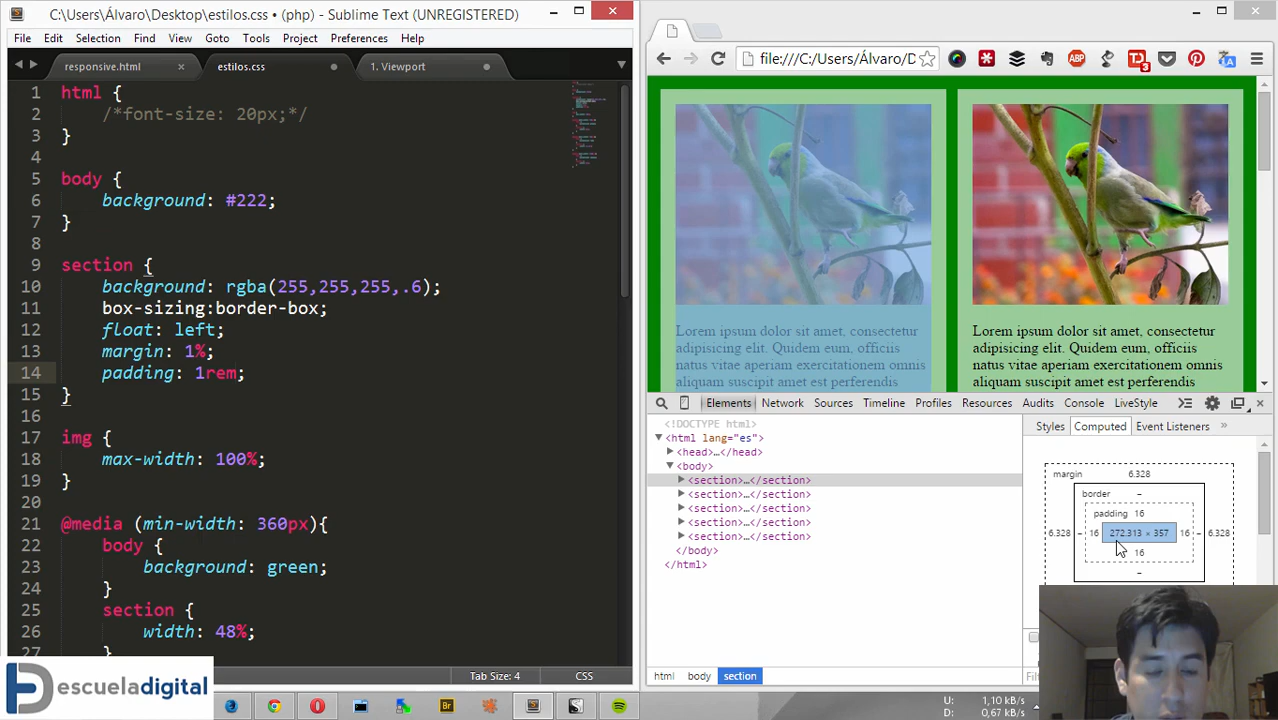 C:\Users\Álvaro\Desktop\estilos.css • (php) - Sublime Text (UNREGISTERED)
File Edit Selection Find View Goto Tools Project Preferences Help
responsive.html × estilos.css 1. Viewport
1 html {
2 /*font-size: 20px;*/
3 }
4
5 body {
6 background: #222;
7 }
8
9 section {
10 background: rgba(255,255,255,.6);
11 box-sizing:border-box;
12 float: left;
13 margin: 1%;
14 padding: 1rem;
15 }
16
17 img {
18 max-width: 100%;
19 }
20
21 @media (min-width: 360px){
22 body {
23 background: green;
24 }
25 section {
26 width: 48%;
27 }
Tab Size: 4 CSS
escueladigital
Br
file:///C:/Users/Álvaro/D
ABP
3
Lorem ipsum dolor sit amet, consectetur
adipisicing elit. Quidem eum, officiis
natus vitae aperiam exercitationem omnis
aliquam suscipit amet est perferendis
Lorem ipsum dolor sit amet, consectetur
adipisicing elit. Quidem eum, officiis
natus vitae aperiam exercitationem omnis
aliquam suscipit amet est perferendis
Elements Network Sources Timeline Profiles Resources Audits Console LiveStyle
<!DOCTYPE html>
<html lang="es">
<head>…</head>
<body>
<section>…</section>
<section>…</section>
<section>…</section>
<section>…</section>
<section>…</section>
</body>
</html>
html body section
Styles Computed Event Listeners »
margin 6.328
border –
padding 16
6.328 – 16 272.313 × 357 16 – 6.328
16
–
U: 1,10 kB/s
D: 0,67 kB/s